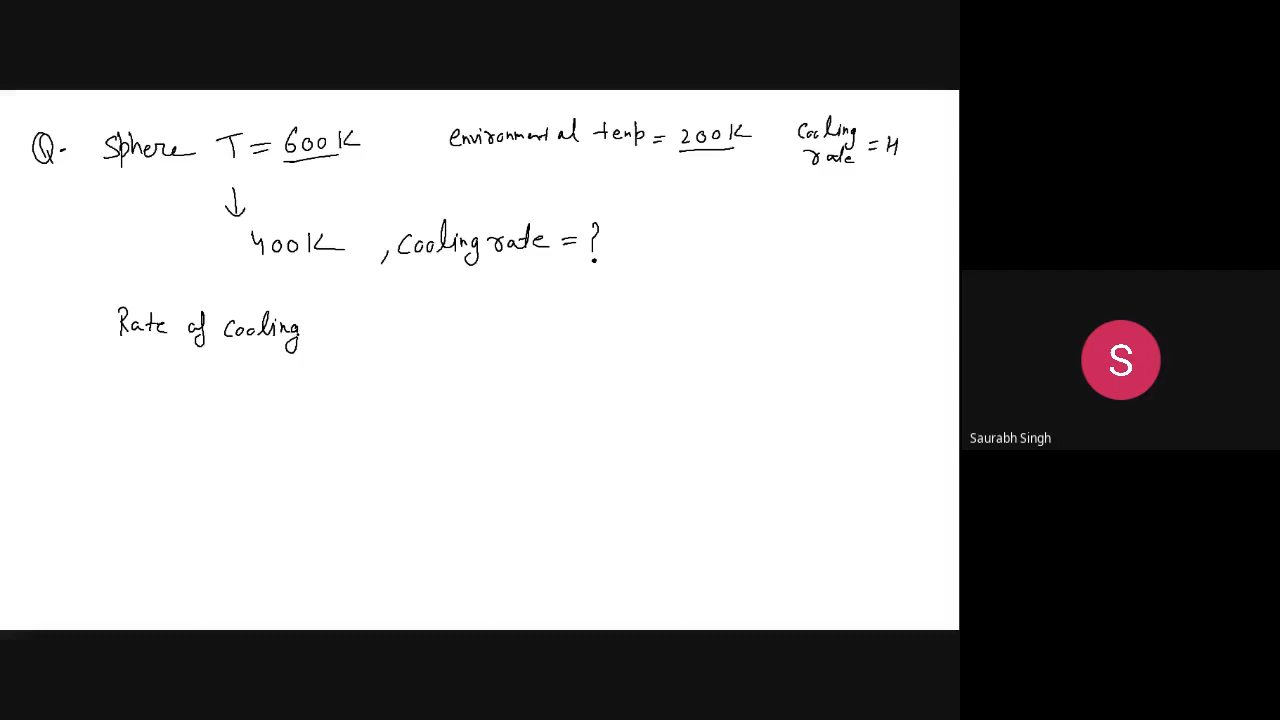 Q. Sphere T = 600K environmental temp = 200K cooling rate = H
↓
400K , cooling rate = ?
Rate of cooling
S
Saurabh Singh